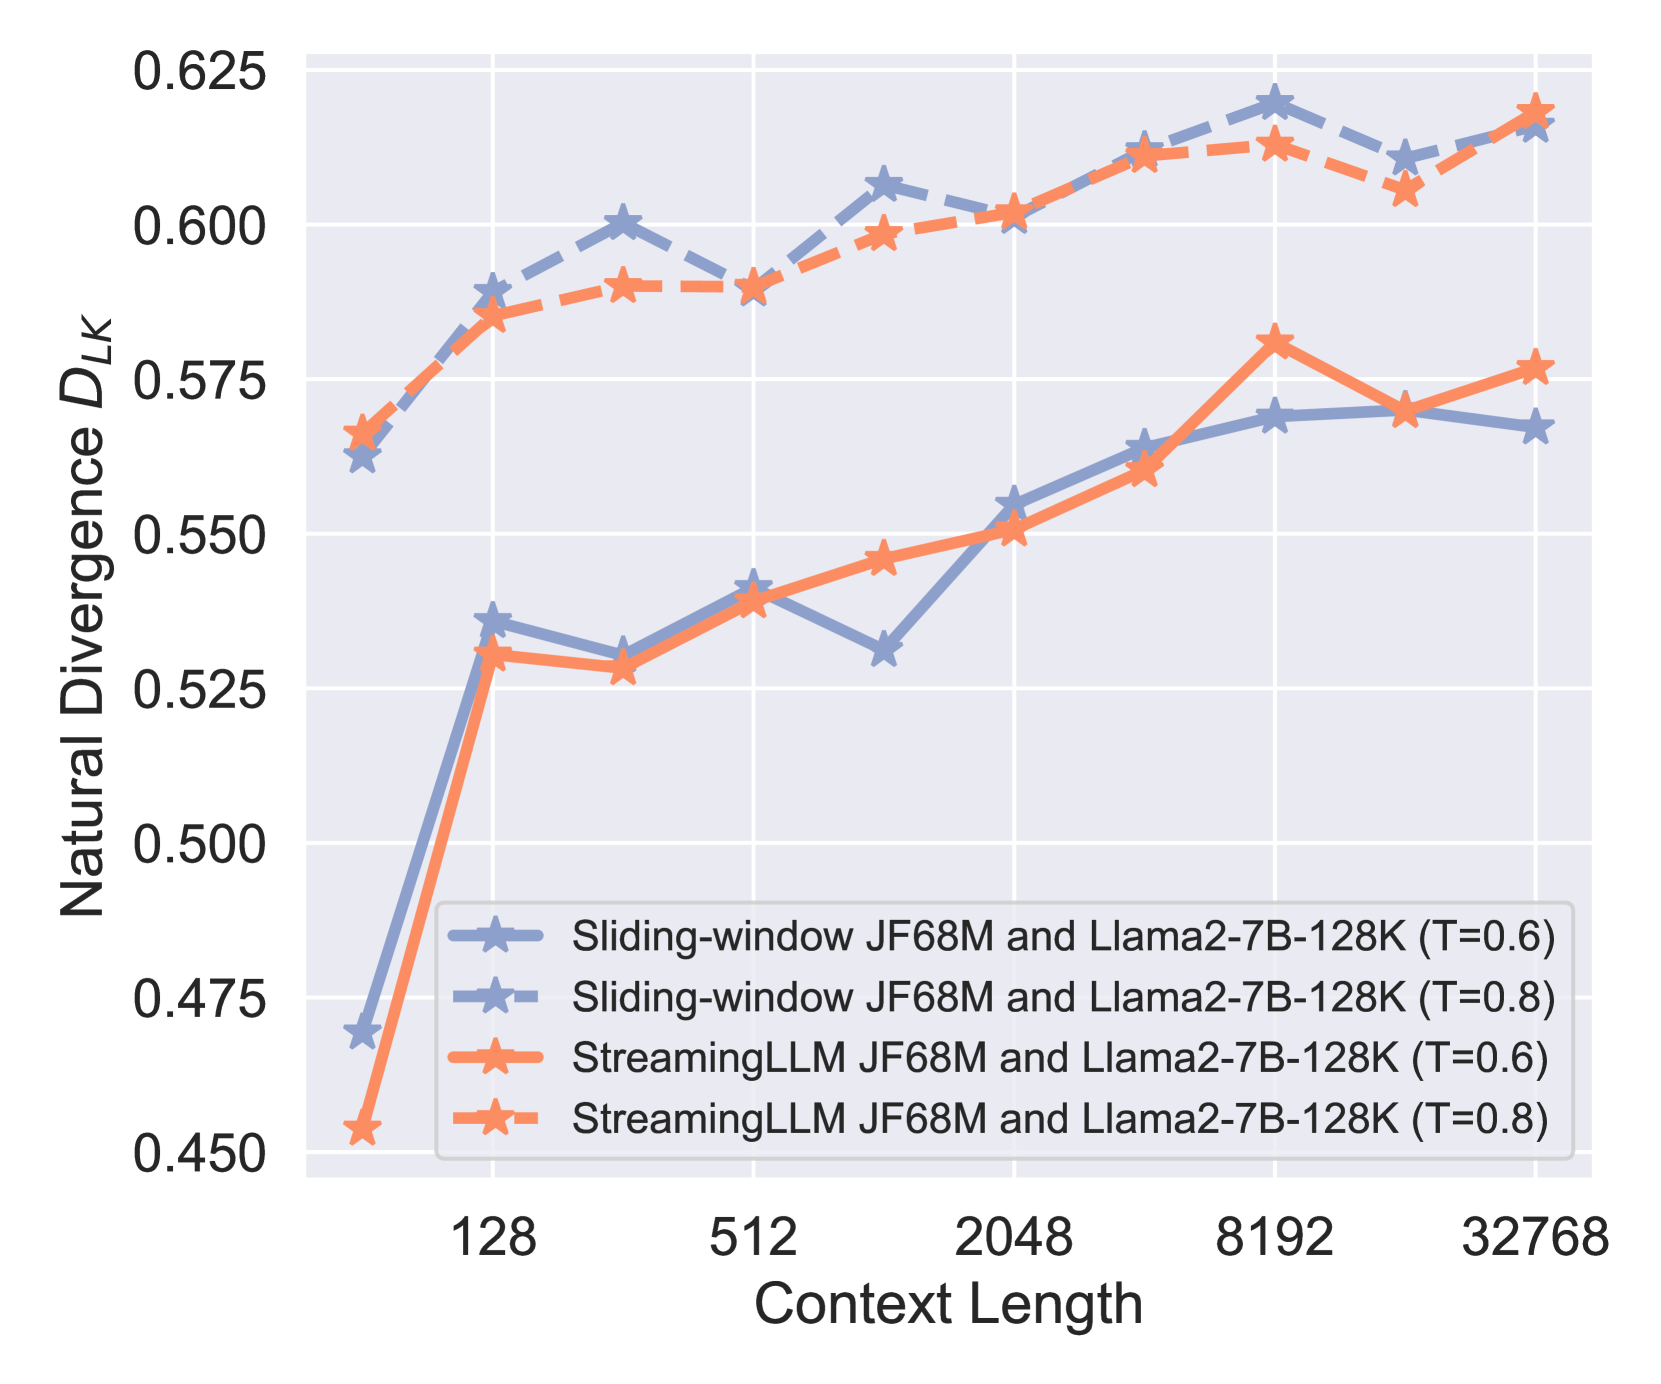 Natural Divergence D_LK
0.625
0.600
0.575
0.550
0.525
0.500
0.475
0.450
Sliding-window JF68M and Llama2-7B-128K (T=0.6)
Sliding-window JF68M and Llama2-7B-128K (T=0.8)
StreamingLLM JF68M and Llama2-7B-128K (T=0.6)
StreamingLLM JF68M and Llama2-7B-128K (T=0.8)
128 512 2048 8192 32768
Context Length